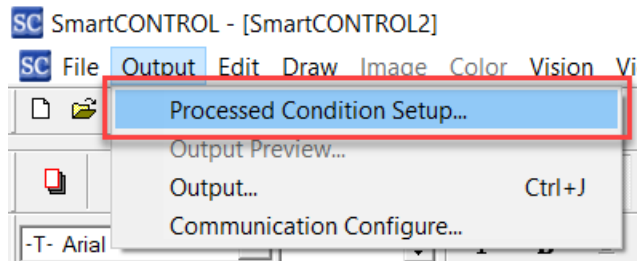 SC SmartCONTROL - [SmartCONTROL2]
SC File Output Edit Draw Image Color Vision Vi
Processed Condition Setup...
Output Preview...
Output... Ctrl+J
Communication Configure...
-T- Arial